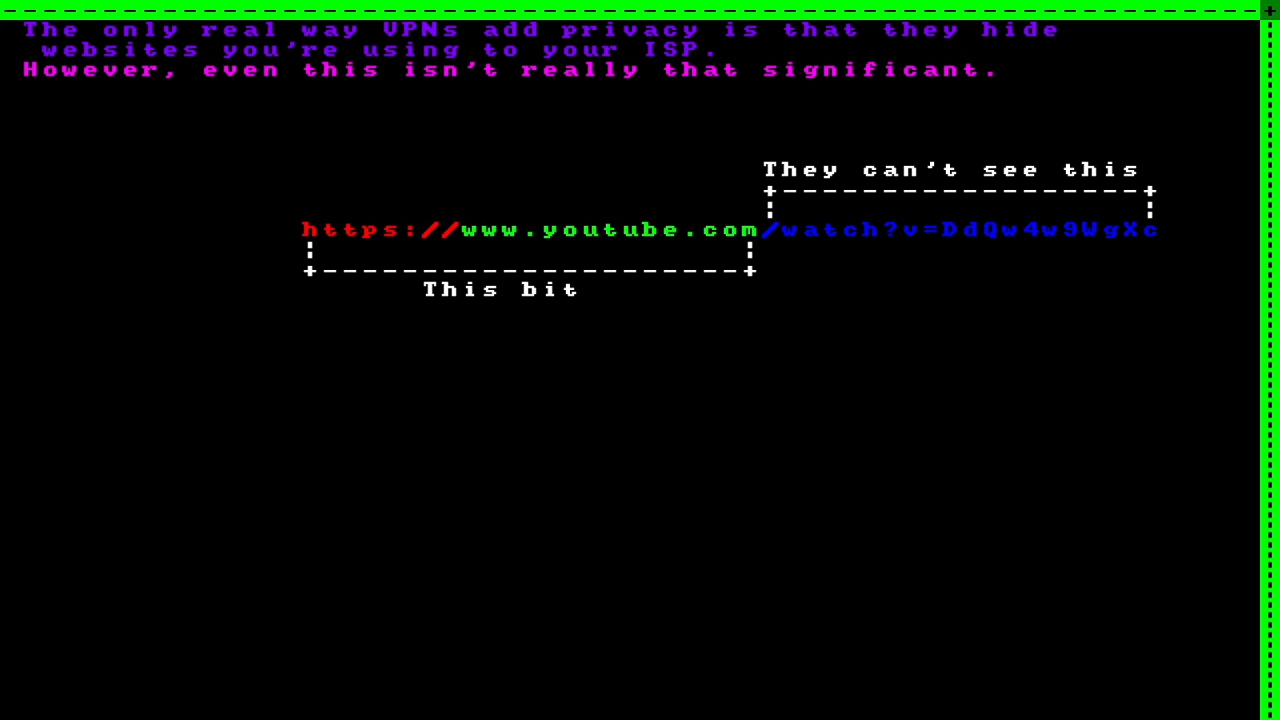 The only real way VPNs add privacy is that they hide
websites you're using to your ISP.
However, even this isn't really that significant.
They can't see this
https://www.youtube.com/watch?v=DdQw4w9WgXc
This bit